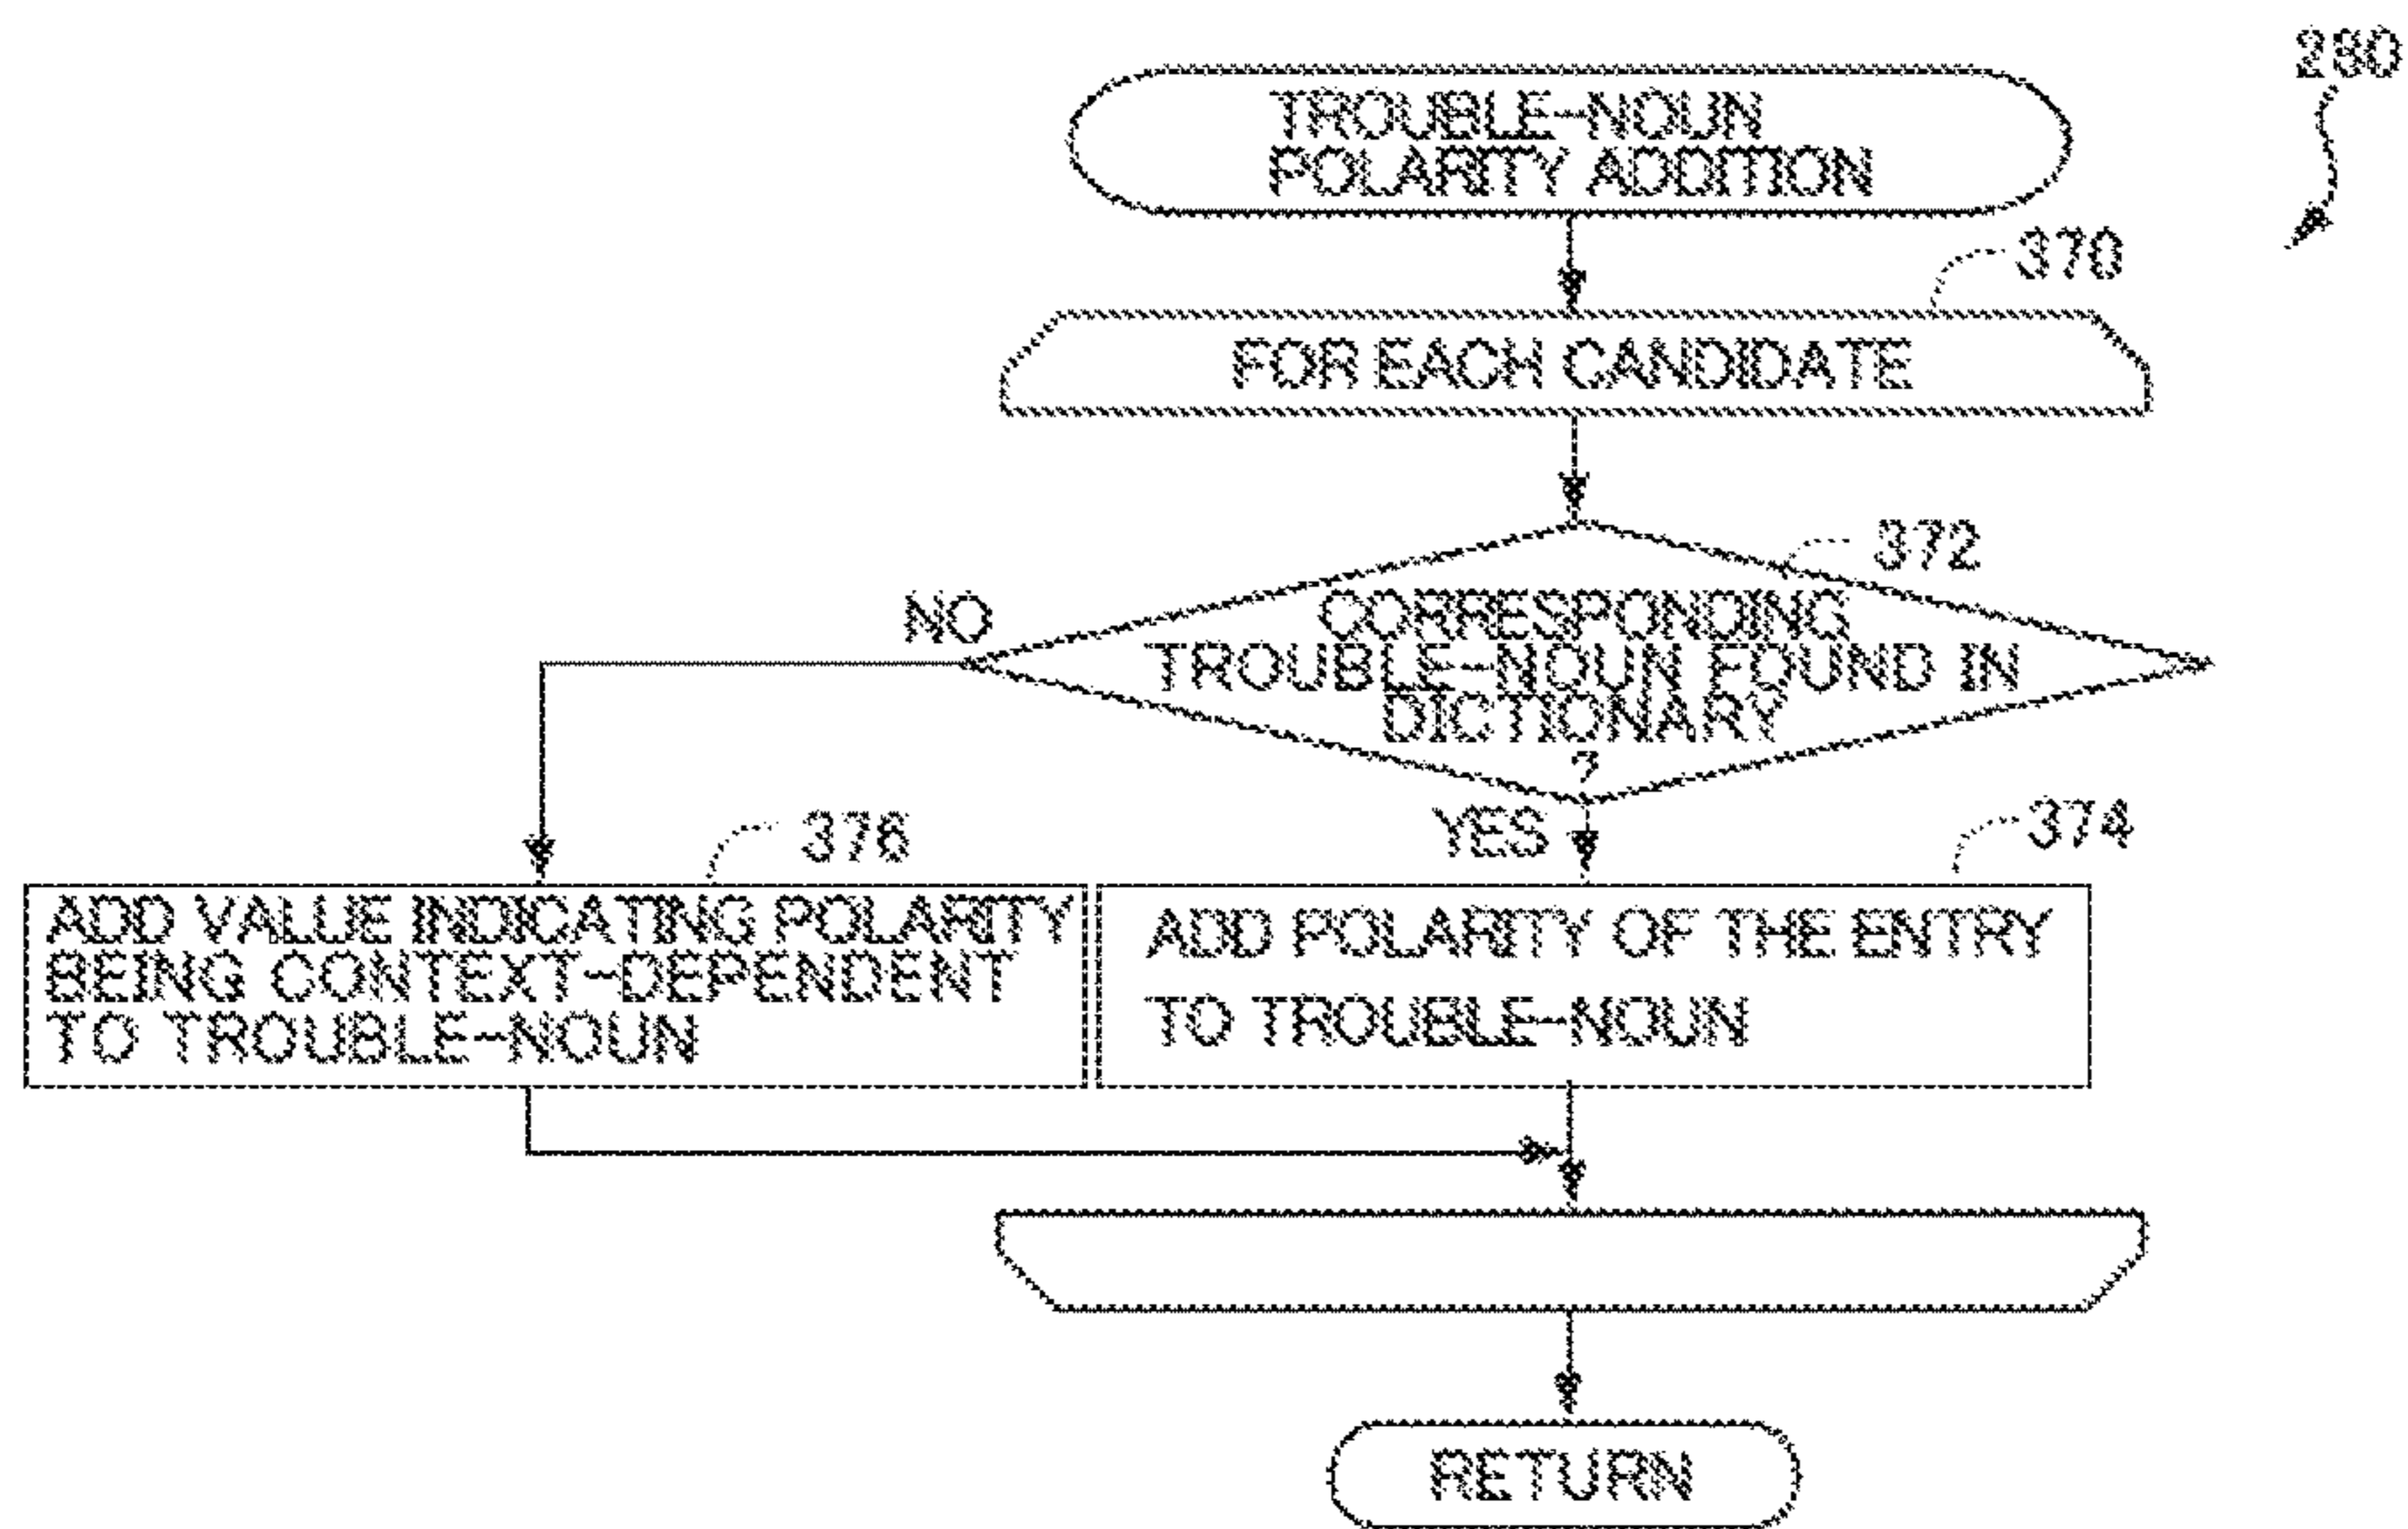 280
TROUBLE-NOUN
POLARITY ADDITION
370
FOR EACH CANDIDATE
372
NO
CORRESPONDING
TROUBLE-NOUN FOUND IN
DICTIONARY
?
YES
376
374
ADD VALUE INDICATING POLARITY
BEING CONTEXT-DEPENDENT
TO TROUBLE-NOUN
ADD POLARITY OF THE ENTRY
TO TROUBLE-NOUN
RETURN